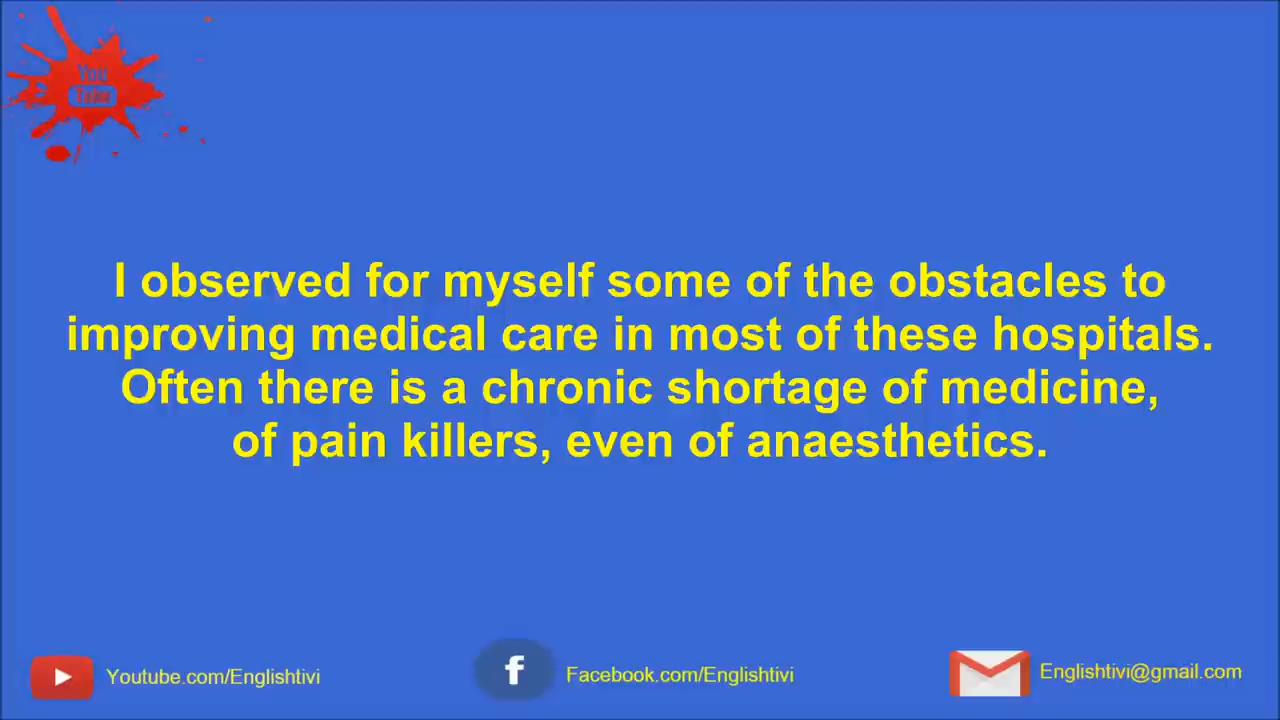 You
Tube
I observed for myself some of the obstacles to
improving medical care in most of these hospitals.
Often there is a chronic shortage of medicine,
of pain killers, even of anaesthetics.
Youtube.com/Englishtivi
f
Facebook.com/Englishtivi
Englishtivi@gmail.com